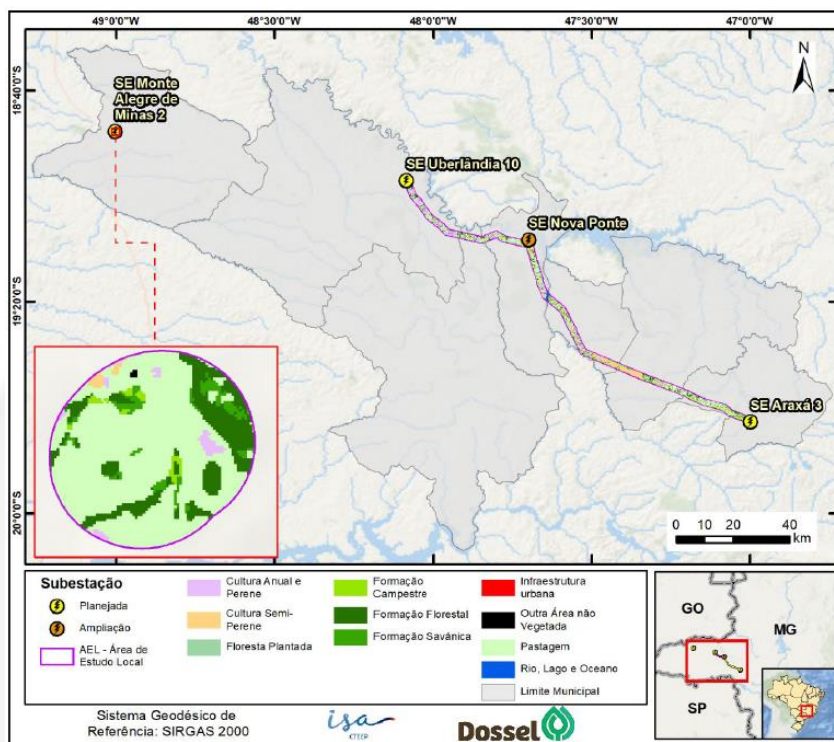 49°0'0"O
48°30'0"O
48°0'0"O
47°30'0"O
47°0'0"O
18°40'0"S
19°20'0"S
20°0'0"S
N
SE Monte
Alegre de
Minas 2
SE Uberlândia 10
SE Nova Ponte
SE Araxá 3
0 10 20 40
km
Subestação
Planejada
Ampliação
AEL - Área de
Estudo Local
Cultura Anual e
Perene
Cultura Semi-
Perene
Floresta Plantada
Formação
Campestre
Formação Florestal
Formação Savânica
Infraestrutura
urbana
Outra Área não
Vegetada
Pastagem
Rio, Lago e Oceano
Limite Municipal
GO
MG
SP
Sistema Geodésico de
Referência: SIRGAS 2000
isa
CTEEP
Dossel